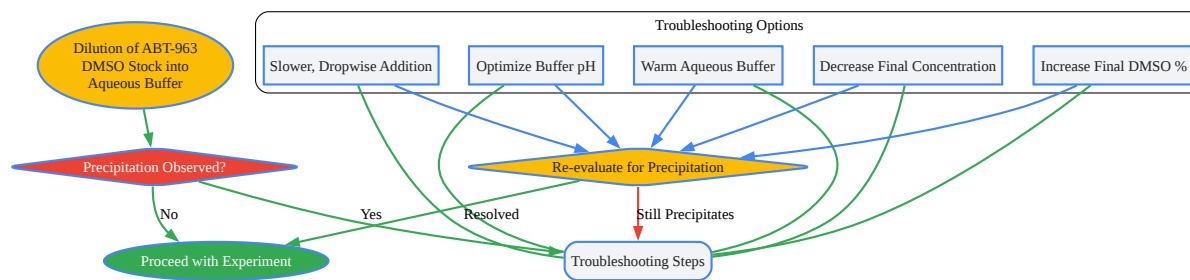 Dilution of ABT-963
DMSO Stock into
Aqueous Buffer
Troubleshooting Options
Slower, Dropwise Addition
Optimize Buffer pH
Warm Aqueous Buffer
Decrease Final Concentration
Increase Final DMSO %
Precipitation Observed?
Re-evaluate for Precipitation
No
Yes
Resolved
Still Precipitates
Proceed with Experiment
Troubleshooting Steps